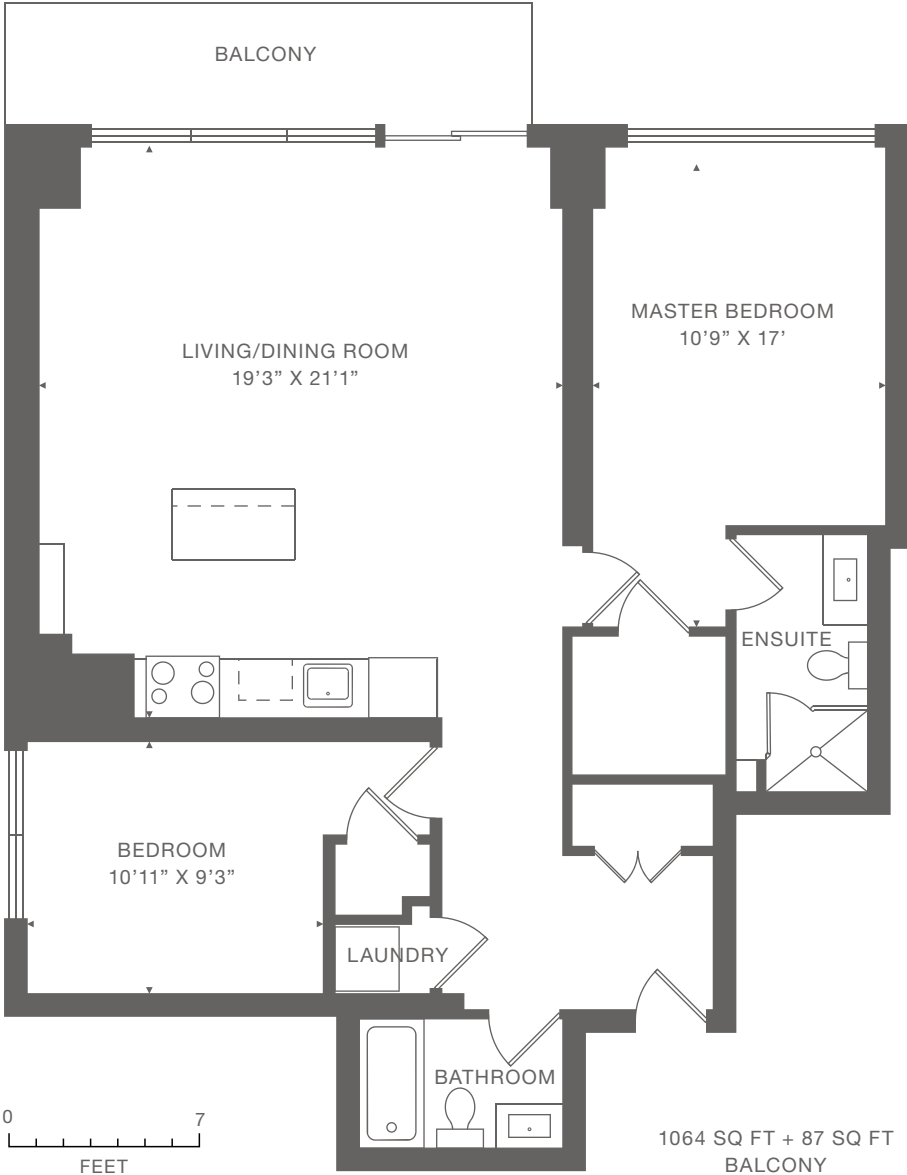 BALCONY
MASTER BEDROOM
10’9” X 17’
LIVING/DINING ROOM
19’3” X 21’1”
ENSUITE
BEDROOM
10’11” X 9’3”
LAUNDRY
BATHROOM
0 7
FEET
1064 SQ FT + 87 SQ FT
BALCONY